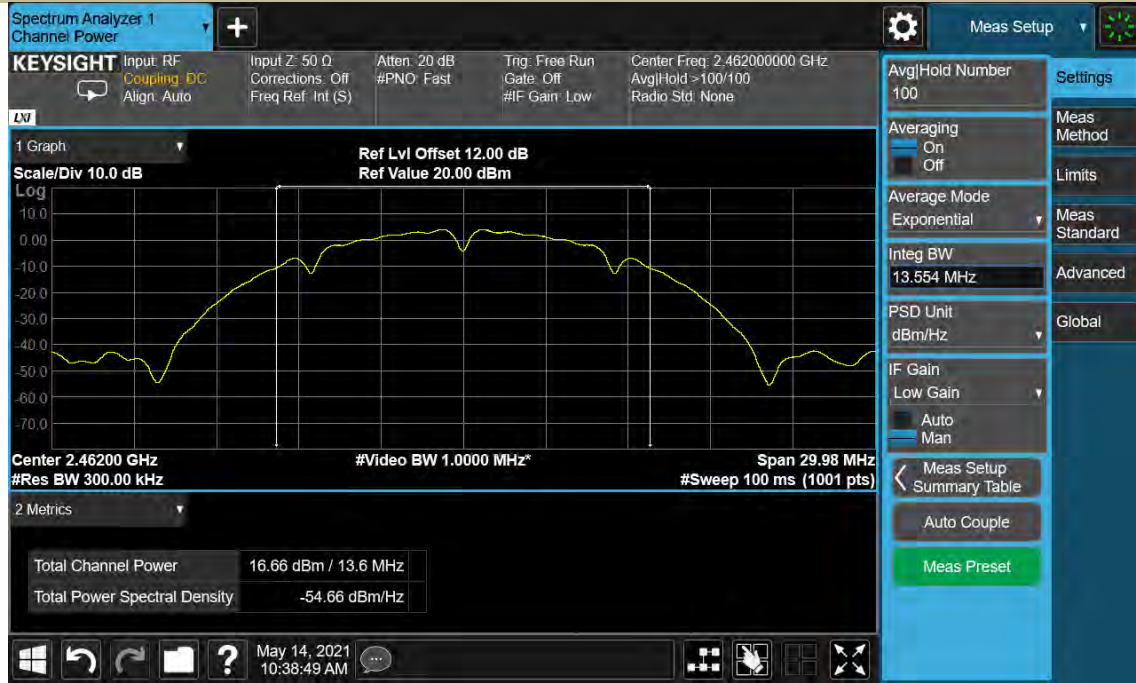 Spectrum Analyzer 1
Channel Power
+
Meas Setup
KEYSIGHT
Input: RF
Coupling: DC
Align: Auto
Input Z: 50 Ω
Corrections: Off
Freq Ref: Int (S)
Atten: 20 dB
#PNO: Fast
Trig: Free Run
Gate: Off
#IF Gain: Low
Center Freq: 2.462000000 GHz
Avg|Hold >100/100
Radio Std: None
LXI
1 Graph
Scale/Div 10.0 dB
Ref Lvl Offset 12.00 dB
Ref Value 20.00 dBm
Log
10.0
0.00
-10.0
-20.0
-30.0
-40.0
-50.0
-60.0
-70.0
Center 2.46200 GHz
#Video BW 1.0000 MHz*
Span 29.98 MHz
#Res BW 300.00 kHz
#Sweep 100 ms (1001 pts)
2 Metrics
Total Channel Power 16.66 dBm / 13.6 MHz
Total Power Spectral Density -54.66 dBm/Hz
Avg|Hold Number
100
Averaging
On
Off
Average Mode
Exponential
Integ BW
13.554 MHz
PSD Unit
dBm/Hz
IF Gain
Low Gain
Auto
Man
Meas Setup
Summary Table
Auto Couple
Meas Preset
Settings
Meas
Method
Limits
Meas
Standard
Advanced
Global
?
May 14, 2021
10:38:49 AM